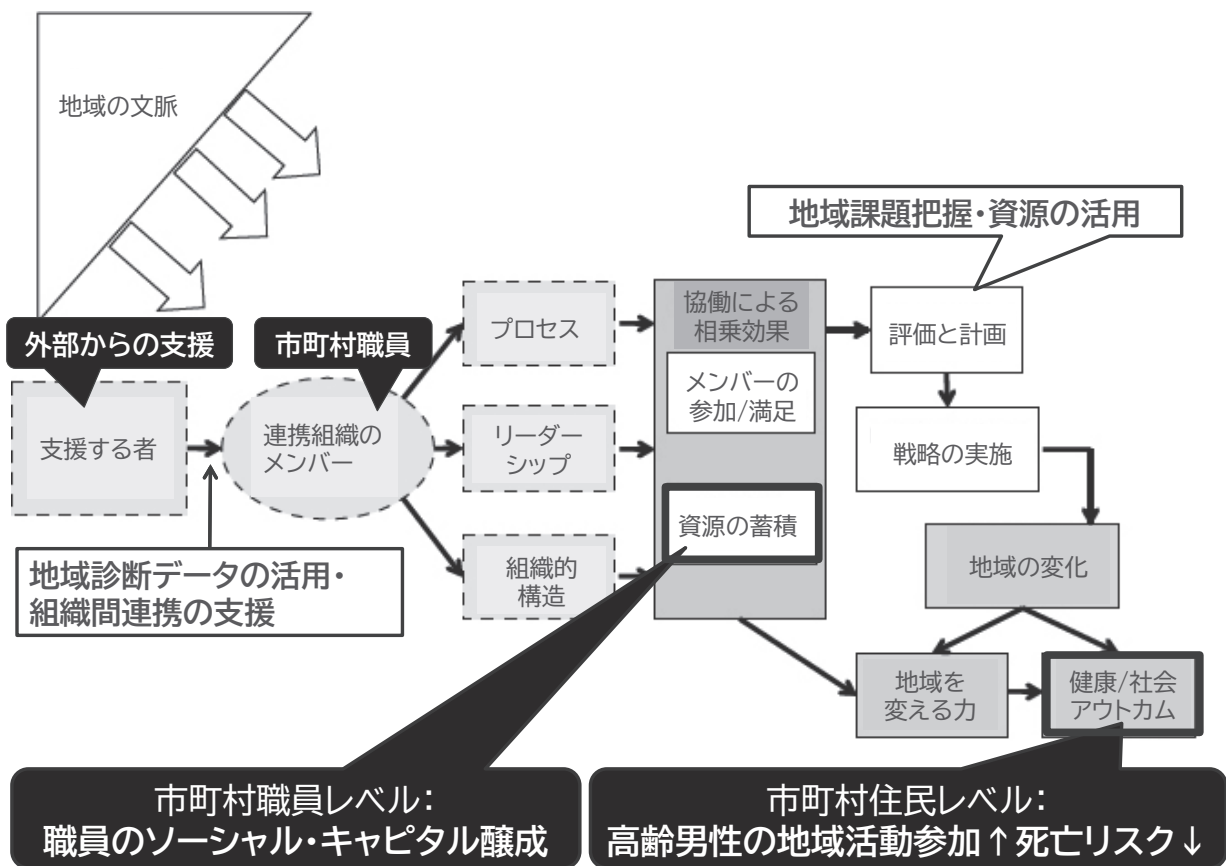 地域の文脈
地域課題把握・資源の活用
外部からの支援
市町村職員
プロセス
協働による
相乗効果
評価と計画
メンバーの
参加/満足
支援する者
連携組織の
メンバー
リーダー
シップ
戦略の実施
資源の蓄積
地域診断データの活用・
組織間連携の支援
組織的
構造
地域の変化
地域を
変える力
健康/社会
アウトカム
市町村職員レベル：
職員のソーシャル・キャピタル醸成
市町村住民レベル：
高齢男性の地域活動参加↑死亡リスク↓